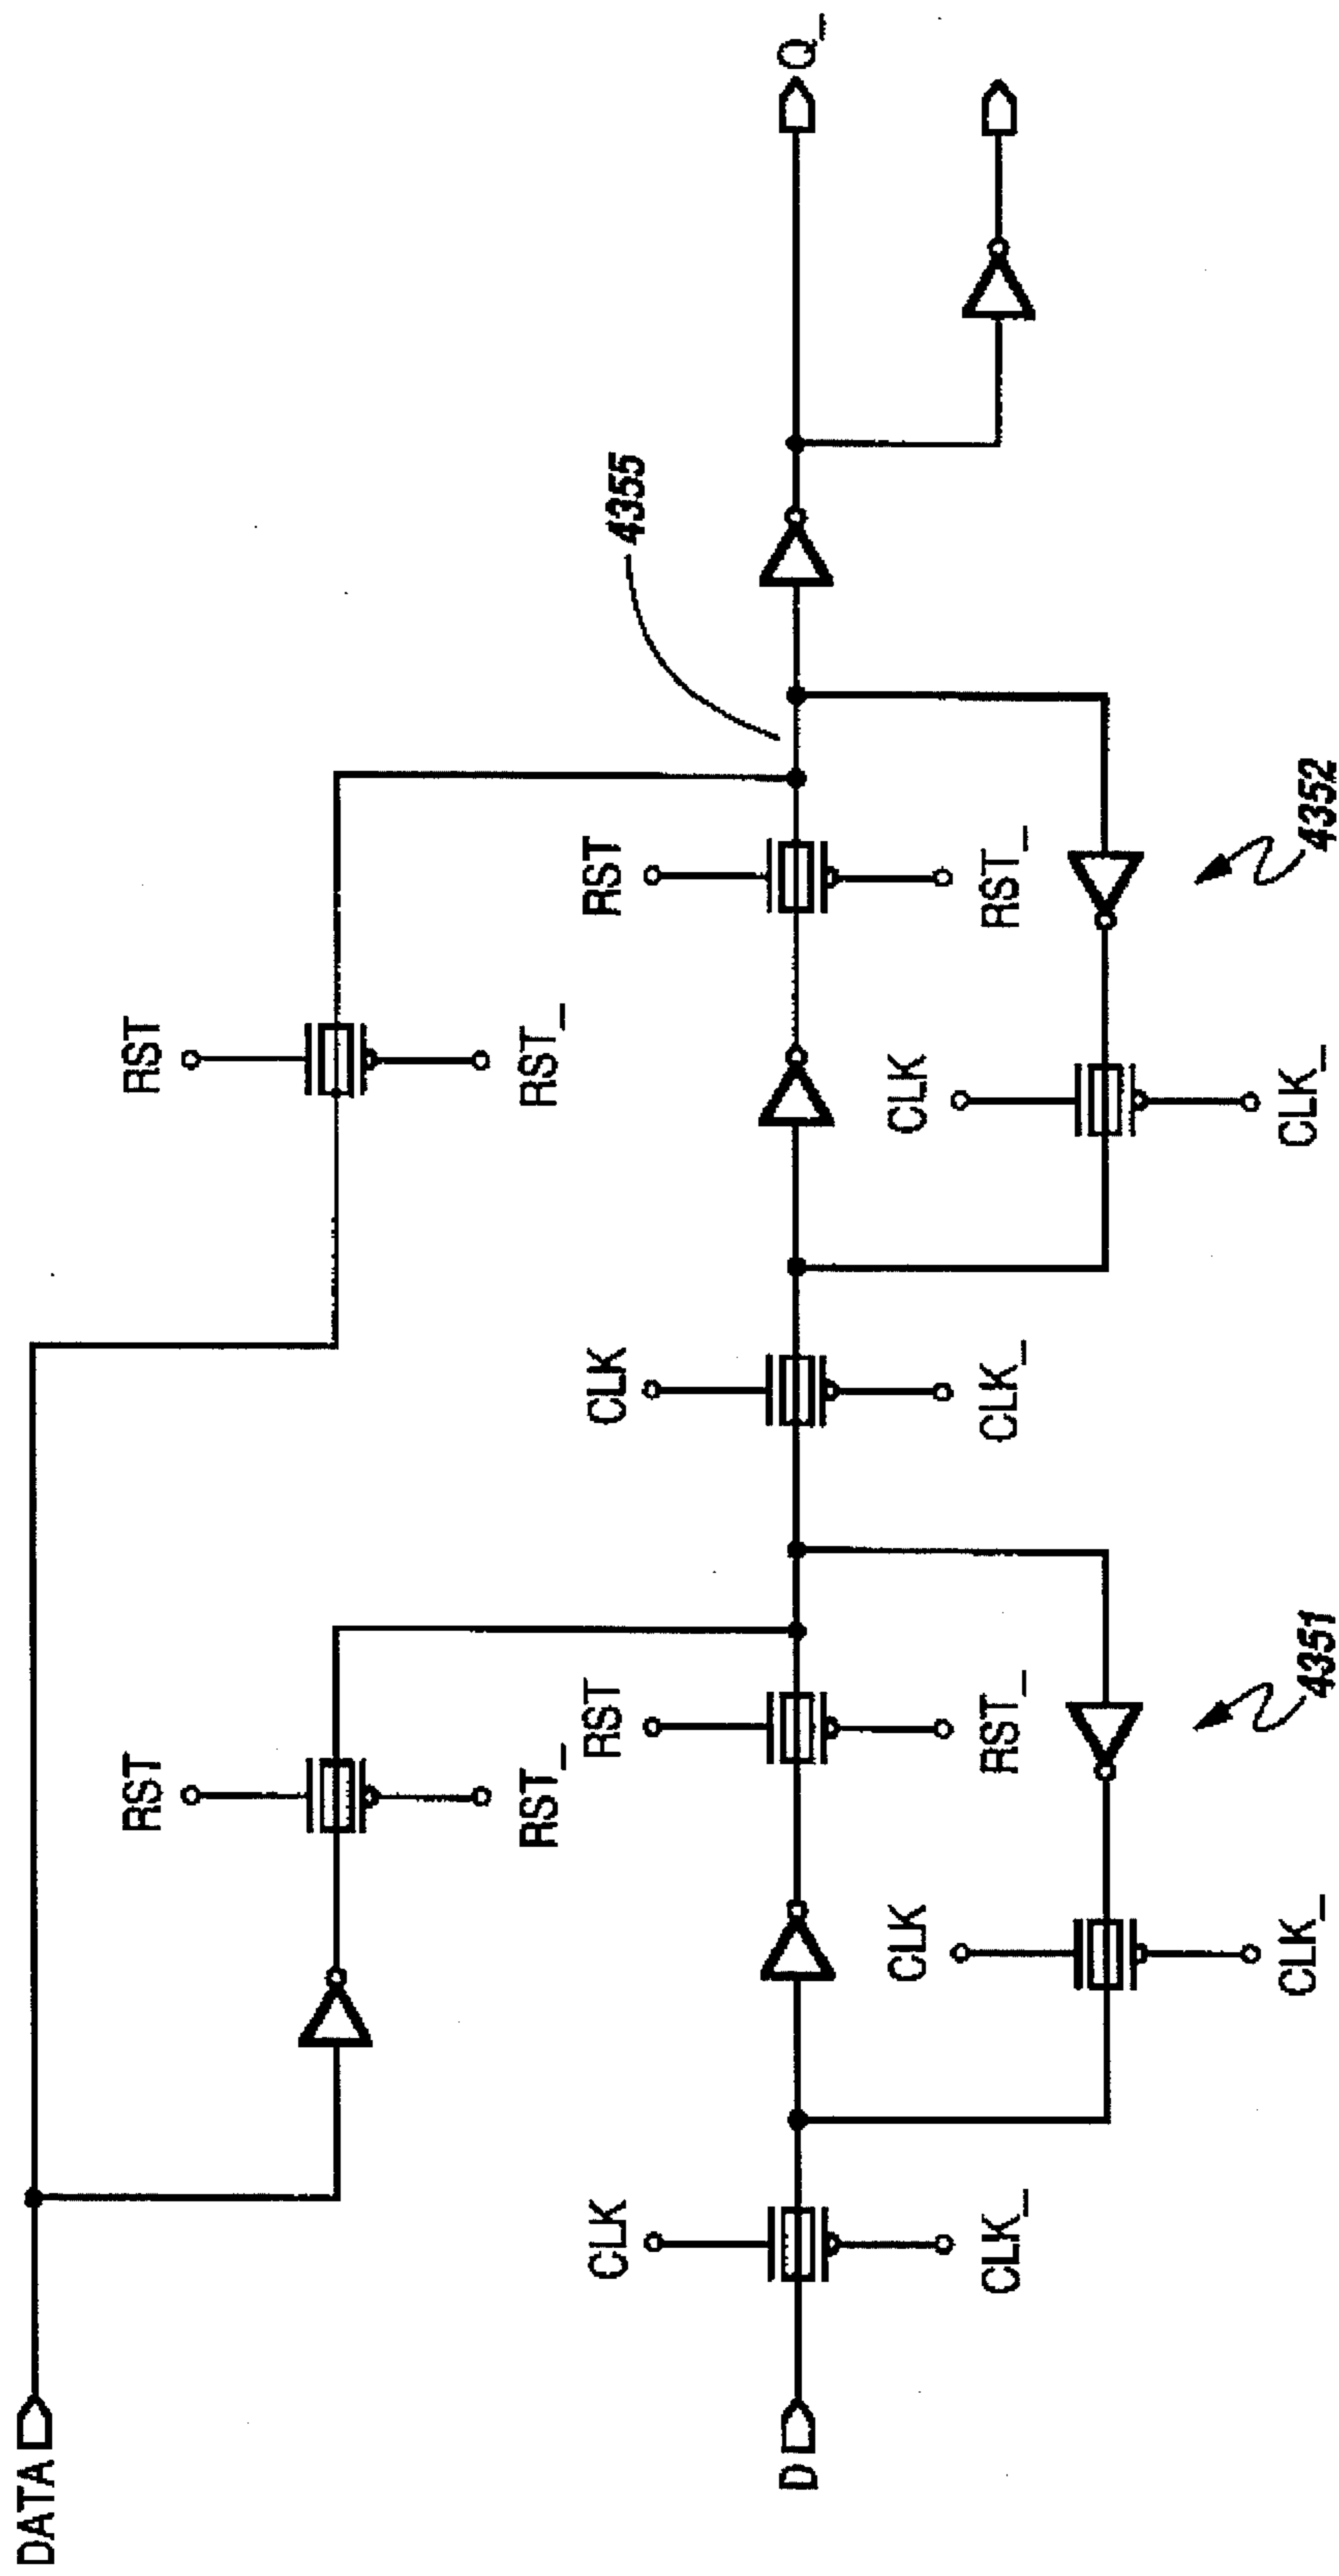 DATA
RST
RST_
RST
RST_
D
CLK
CLK_
RST
RST_
CLK
CLK_
4351
CLK
CLK_
RST
RST_
CLK
CLK_
4352
4355
Q_